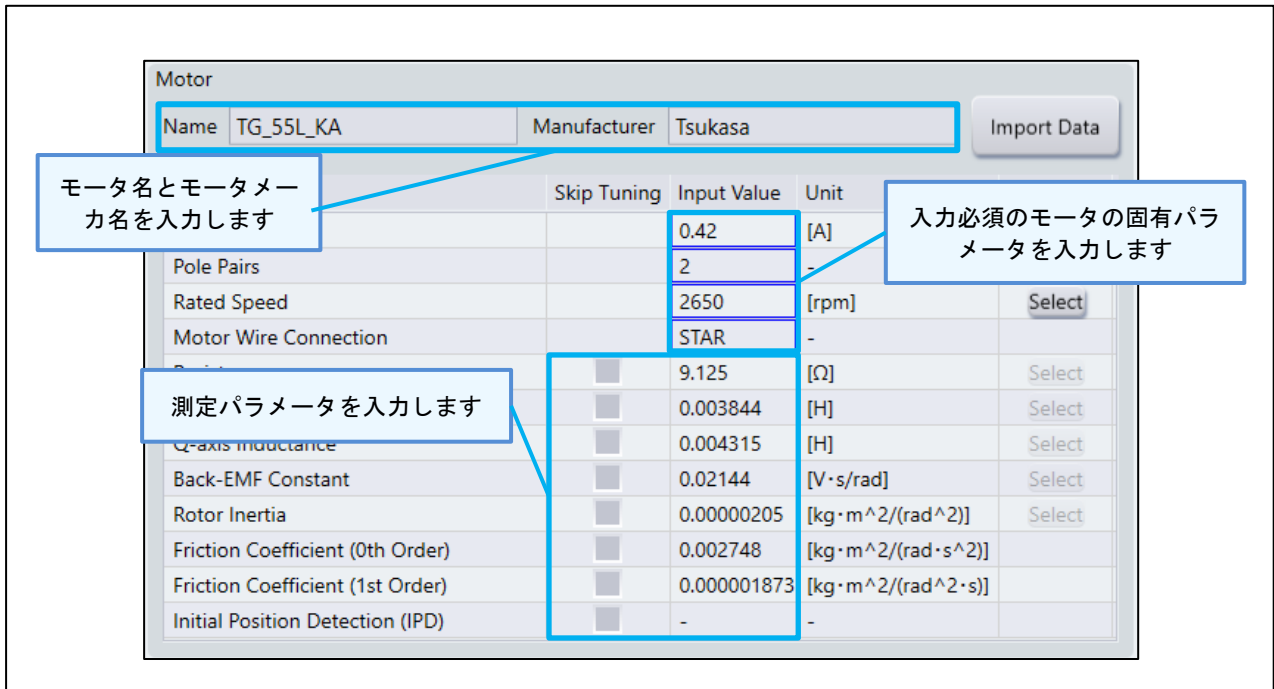 Motor
Name TG_55L_KA Manufacturer Tsukasa Import Data
モータ名とモータメー
カ名を入力します
Skip Tuning Input Value Unit
入力必須のモータの固有パラ
メータを入力します
0.42 [A]
Pole Pairs 2 -
Rated Speed 2650 [rpm] Select
Motor Wire Connection STAR -
9.125 [Ω] Select
測定パラメータを入力します
0.003844 [H] Select
Q-axis Inductance 0.004315 [H] Select
Back-EMF Constant 0.02144 [V・s/rad] Select
Rotor Inertia 0.00000205 [kg・m^2/(rad^2)] Select
Friction Coefficient (0th Order) 0.002748 [kg・m^2/(rad・s^2)]
Friction Coefficient (1st Order) 0.000001873 [kg・m^2/(rad^2・s)]
Initial Position Detection (IPD) - -